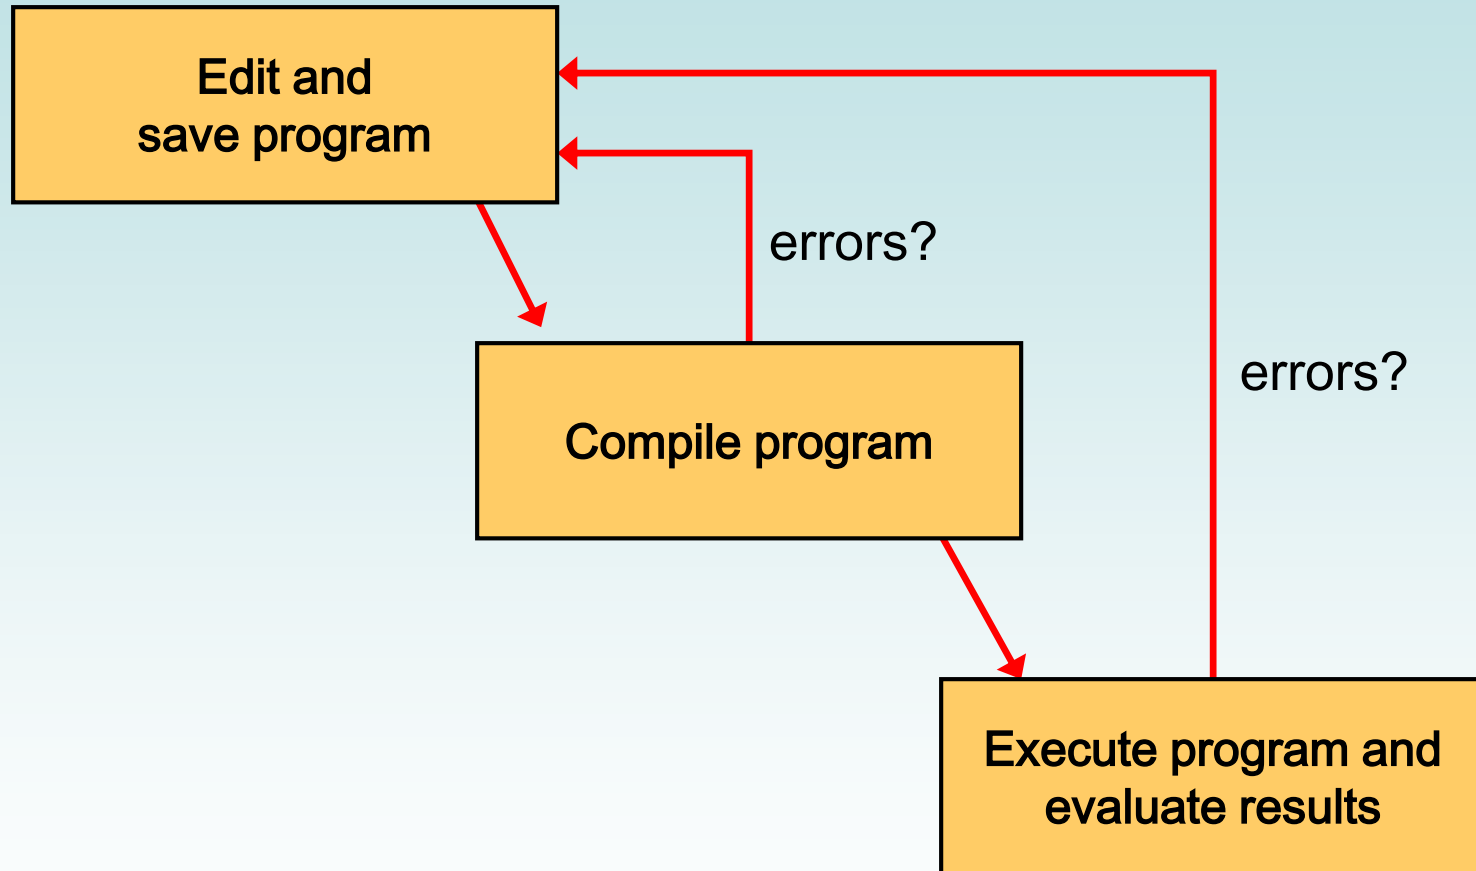 Edit and
save program
errors?
errors?
Compile program
Execute program and
evaluate results